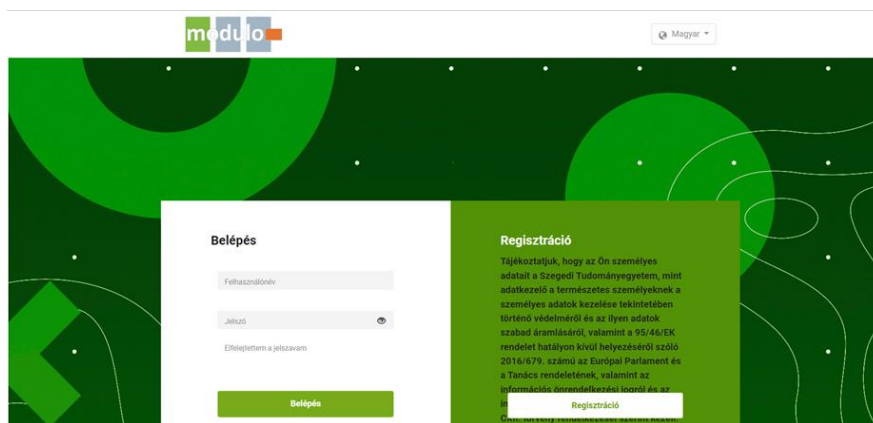 modulo
Magyar
Belépés
Felhasználónév
Jelszó
Elfelejtettem a jelszavam
Belépés
Regisztráció
Tájékoztatjuk, hogy az Ön személyes
adatait a Szegedi Tudományegyetem, mint
adatkezelő a természetes személyeknek a
személyes adatok kezelése tekintetében
történő védelméről és az ilyen adatok
szabad áramlásáról, valamint a 95/46/EK
rendelet hatályon kívül helyezéséről szóló
2016/679. számú az Európai Parlament és
a Tanács rendeletének, valamint az
információs önrendelkezési jogról és az
Regisztráció